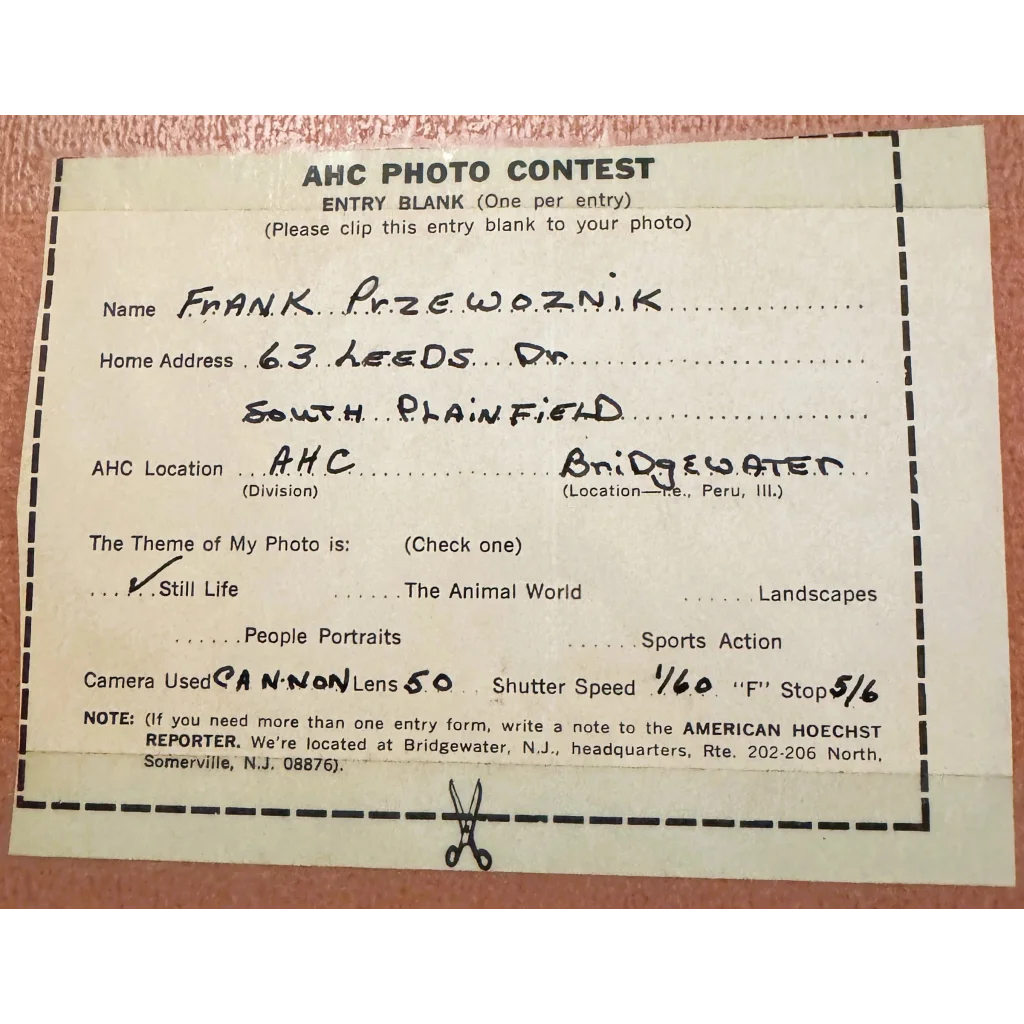 AHC PHOTO CONTEST
ENTRY BLANK (One per entry)
(Please clip this entry blank to your photo)
Name FrANK PrZEWOZNiK
Home Address 63 LEEDS Dr
SOUTH PLAiNFiELD
AHC Location AHC BriDgEWATEr
(Division) (Location—i.e., Peru, Ill.)
The Theme of My Photo is: (Check one)
✓ Still Life The Animal World Landscapes
People Portraits Sports Action
Camera Used CANNON Lens 50 Shutter Speed 1/60 "F" Stop 5/6
NOTE: (If you need more than one entry form, write a note to the AMERICAN HOECHST
REPORTER. We're located at Bridgewater, N.J., headquarters, Rte. 202-206 North,
Somerville, N.J. 08876).